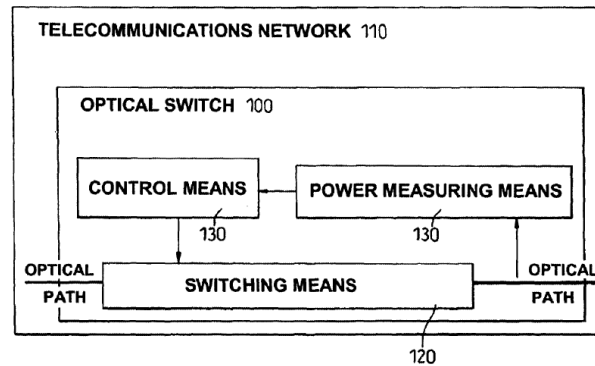 TELECOMMUNICATIONS NETWORK 110
OPTICAL SWITCH 100
CONTROL MEANS
POWER MEASURING MEANS
130
130
OPTICAL
PATH
SWITCHING MEANS
OPTICAL
PATH
120